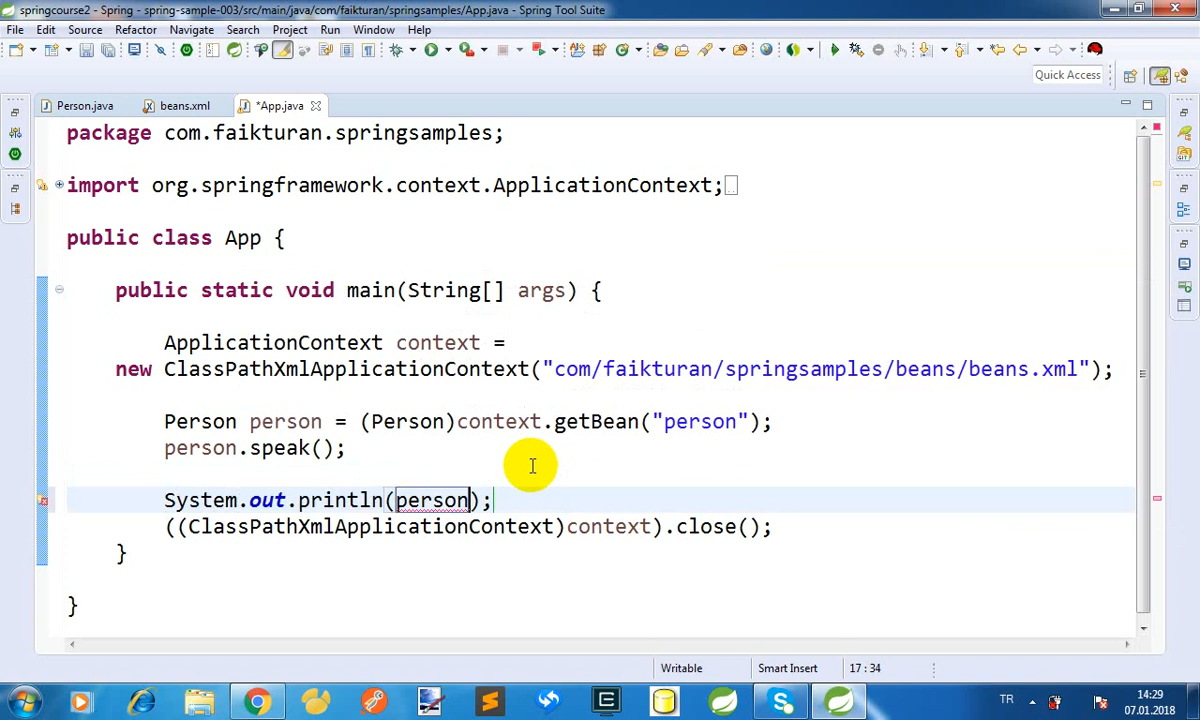 springcourse2 - Spring - spring-sample-003/src/main/java/com/faikturan/springsamples/App.java - Spring Tool Suite
File Edit Source Refactor Navigate Search Project Run Window Help
Quick Access
Person.java beans.xml *App.java
package com.faikturan.springsamples;
import org.springframework.context.ApplicationContext;
public class App {
public static void main(String[] args) {
ApplicationContext context =
new ClassPathXmlApplicationContext("com/faikturan/springsamples/beans/beans.xml");
Person person = (Person)context.getBean("person");
person.speak();
System.out.println(person);
((ClassPathXmlApplicationContext)context).close();
}
}
Writable Smart Insert 17 : 34
TR 14:29
07.01.2018